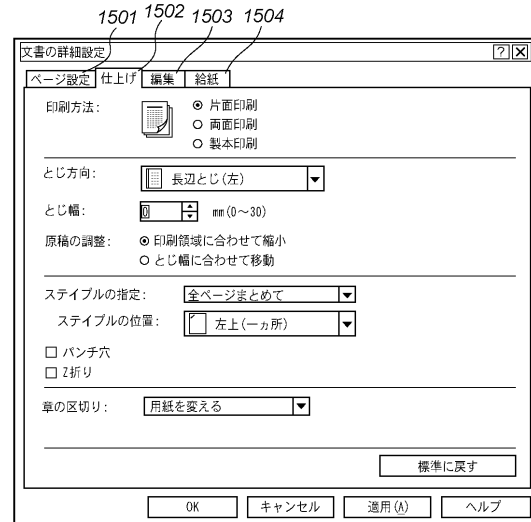 1501 1502 1503 1504
文書の詳細設定 ? X
ページ設定 仕上げ 編集 給紙
印刷方法: 片面印刷
両面印刷
製本印刷
とじ方向: 長辺とじ(左)
とじ幅: 0 mm(0～30)
原稿の調整: 印刷領域に合わせて縮小
とじ幅に合わせて移動
ステイプルの指定: 全ページまとめて
ステイプルの位置: 左上(一ヵ所)
パンチ穴
Z折り
章の区切り: 用紙を変える
標準に戻す
OK キャンセル 適用(A) ヘルプ